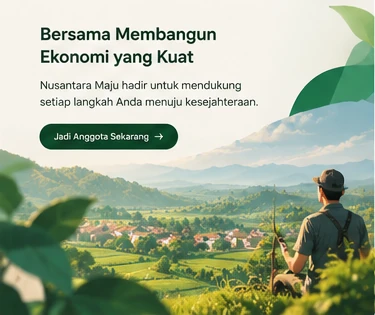 Bersama Membangun
Ekonomi yang Kuat
Nusantara Maju hadir untuk mendukung
setiap langkah Anda menuju kesejahteraan.
Jadi Anggota Sekarang →